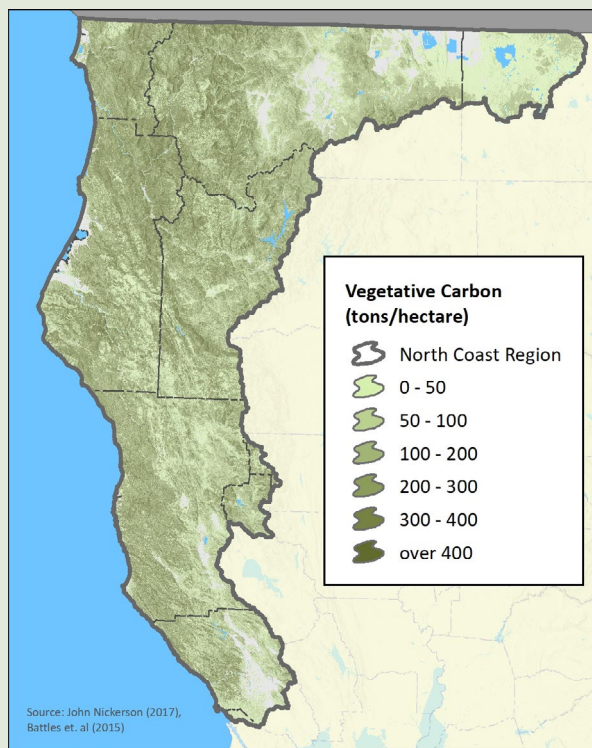 Vegetative Carbon
(tons/hectare)
North Coast Region
0 - 50
50 - 100
100 - 200
200 - 300
300 - 400
over 400
Source: John Nickerson (2017),
Battles et. al (2015)